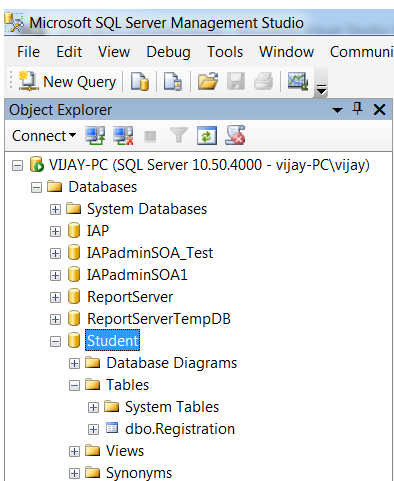 Microsoft SQL Server Management Studio
File Edit View Debug Tools Window Communi
New Query
Object Explorer
Connect
VIJAY-PC (SQL Server 10.50.4000 - vijay-PC\vijay)
Databases
System Databases
IAP
IAPadminSOA_Test
IAPadminSOA1
ReportServer
ReportServerTempDB
Student
Database Diagrams
Tables
System Tables
dbo.Registration
Views
Synonyms